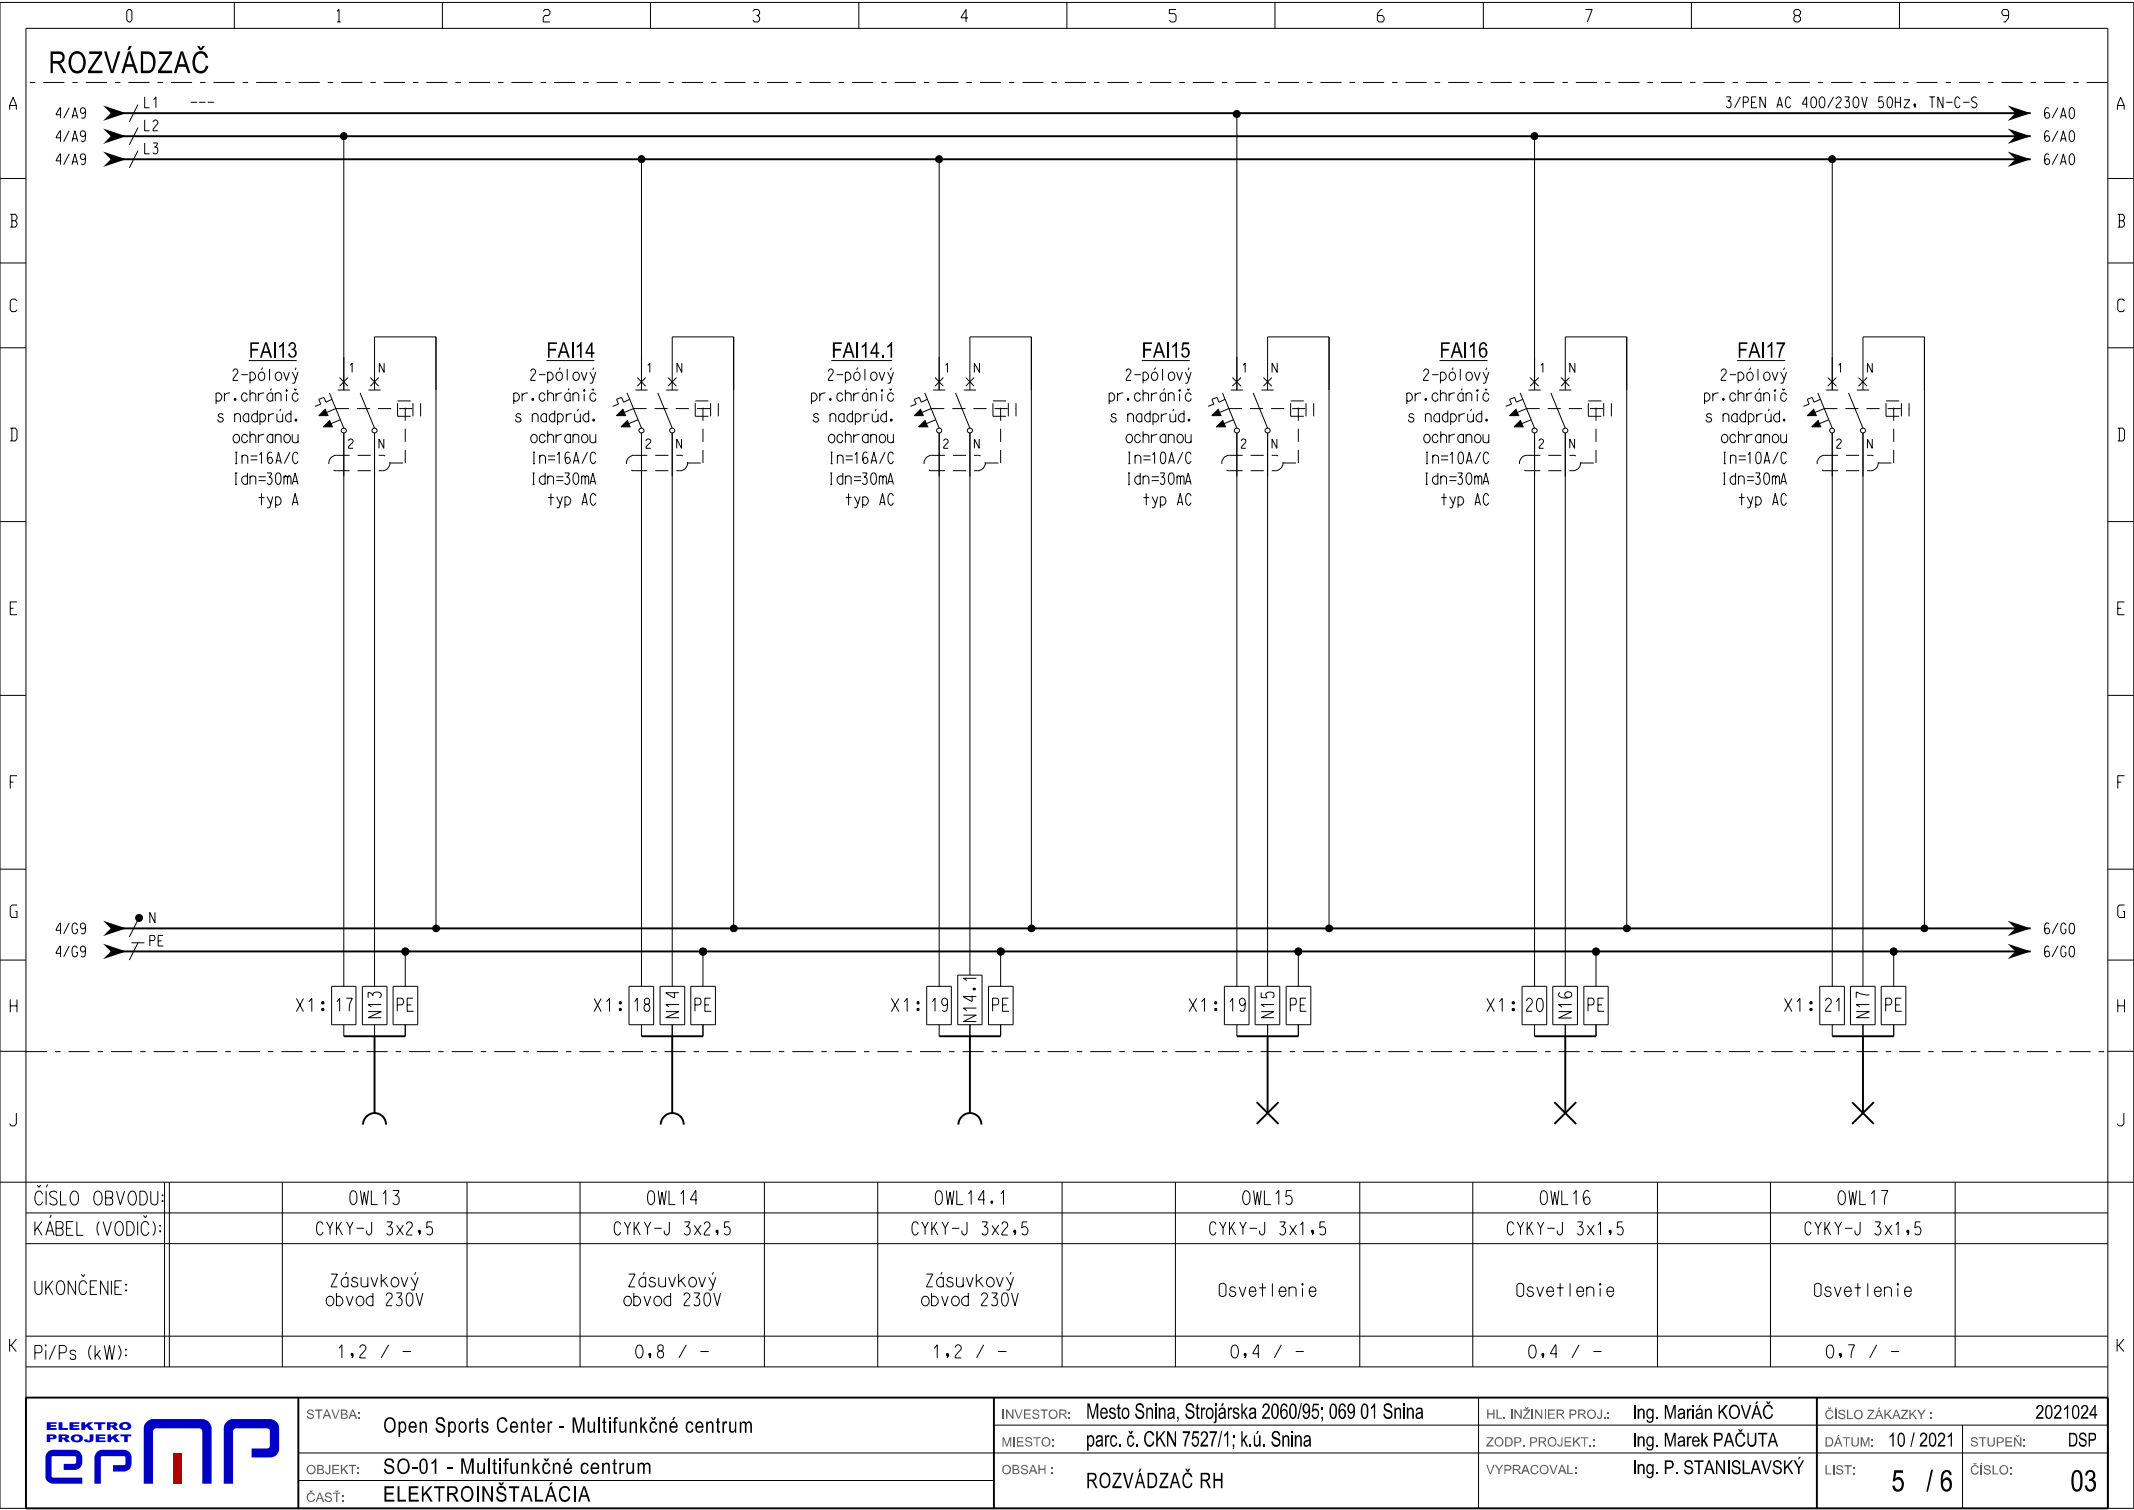 0 1 2 3 4 5 6 7 8 9
ROZVÁDZAČ
A A
4/A9 L1 --- 3/PEN AC 400/230V 50Hz, TN-C-S 6/A0
4/A9 L2 6/A0
4/A9 L3 6/A0
B B
C C
FAI13 FAI14 FAI14.1 FAI15 FAI16 FAI17
2-pólový 2-pólový 2-pólový 2-pólový 2-pólový 2-pólový
1 N 1 N 1 N 1 N 1 N 1 N
pr.chránič pr.chránič pr.chránič pr.chránič pr.chránič pr.chránič
s nadprúd. s nadprúd. s nadprúd. s nadprúd. s nadprúd. s nadprúd.
D D
ochranou ochranou ochranou ochranou ochranou ochranou
2 N 2 N 2 N 2 N 2 N 2 N
In=16A/C In=16A/C In=16A/C In=10A/C In=10A/C In=10A/C
Idn=30mA Idn=30mA Idn=30mA Idn=30mA Idn=30mA Idn=30mA
typ A typ AC typ AC typ AC typ AC typ AC
E E
F F
G G
4/G9 N 6/G0
4/G9 PE 6/G0
H H
X1: 17 N13 PE X1: 18 N14 PE X1: 19 N14.1 PE X1: 19 N15 PE X1: 20 N16 PE X1: 21 N17 PE
J J
ČÍSLO OBVODU: OWL13 OWL14 OWL14.1 OWL15 OWL16 OWL17
KÁBEL (VODIČ): CYKY-J 3x2,5 CYKY-J 3x2,5 CYKY-J 3x2,5 CYKY-J 3x1,5 CYKY-J 3x1,5 CYKY-J 3x1,5
UKONČENIE: Zásuvkový Zásuvkový Zásuvkový Osvetlenie Osvetlenie Osvetlenie
obvod 230V obvod 230V obvod 230V
K K
Pi/Ps (kW): 1,2 / - 0,8 / - 1,2 / - 0,4 / - 0,4 / - 0,7 / -
ELEKTRO
PROJEKT
epMP
STAVBA: Open Sports Center - Multifunkčné centrum
OBJEKT: SO-01 - Multifunkčné centrum
ČASŤ: ELEKTROINŠTALÁCIA
INVESTOR: Mesto Snina, Strojárska 2060/95; 069 01 Snina
MIESTO: parc. č. CKN 7527/1; k.ú. Snina
OBSAH : ROZVÁDZAČ RH
HL. INŽINIER PROJ.: Ing. Marián KOVÁČ
ZODP. PROJEKT.: Ing. Marek PAČUTA
VYPRACOVAL: Ing. P. STANISLAVSKÝ
ČÍSLO ZÁKAZKY : 2021024
DÁTUM: 10 / 2021 STUPEŇ: DSP
LIST: 5 / 6 ČÍSLO: 03